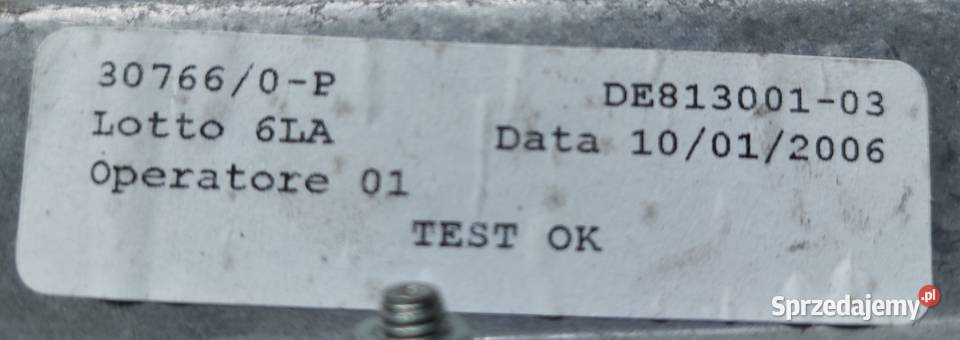 30766/0-P DE813001-03
Lotto 6LA Data 10/01/2006
Operatore 01
TEST OK
Sprzedajemy.pl